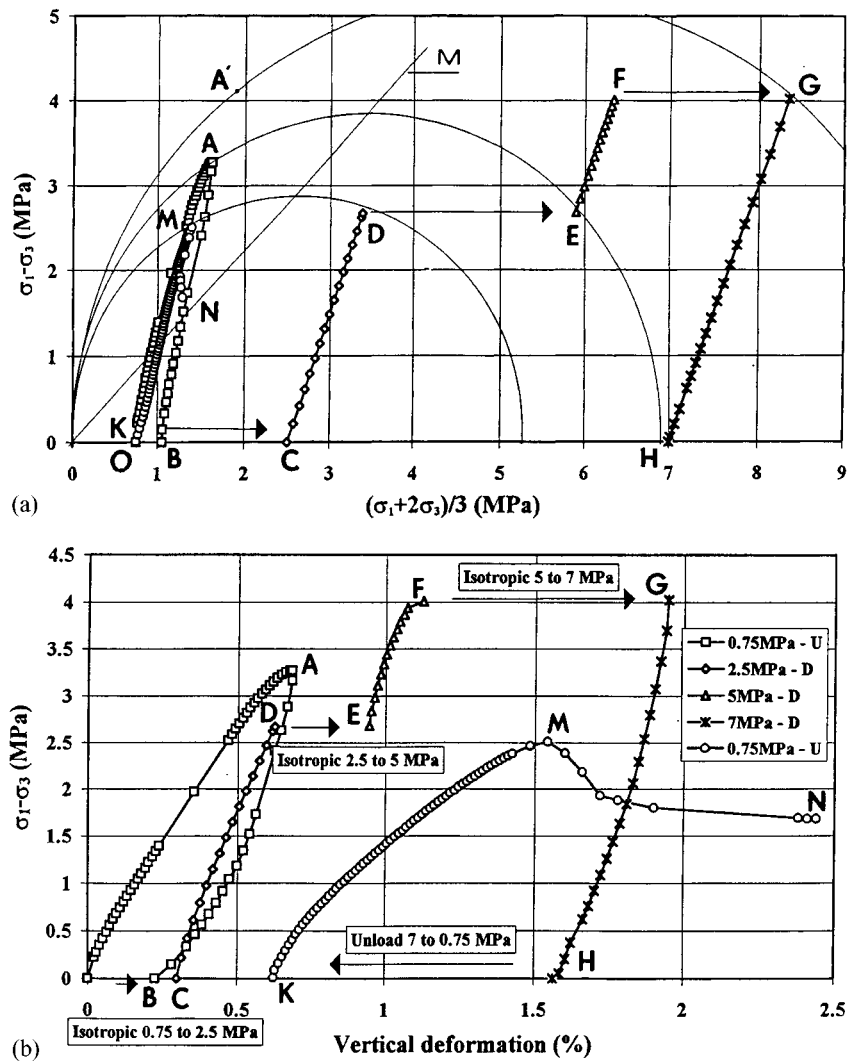 5
4
3
2
1
0
0
1
2
3
4
5
6
7
8
9
σ₁-σ₃ (MPa)
(σ₁+2σ₃)/3 (MPa)
(a)
A′
A
M
M
N
K
O
B
C
D
E
F
G
H
4.5
4
3.5
3
2.5
2
1.5
1
0.5
0
0
0.5
1
1.5
2
2.5
σ₁-σ₃ (MPa)
Vertical deformation (%)
(b)
Isotropic 5 to 7 MPa
F
G
A
D
E
Isotropic 2.5 to 5 MPa
M
N
0.75MPa - U
2.5MPa - D
5MPa - D
7MPa - D
0.75MPa - U
Unload 7 to 0.75 MPa
B
C
K
H
Isotropic 0.75 to 2.5 MPa